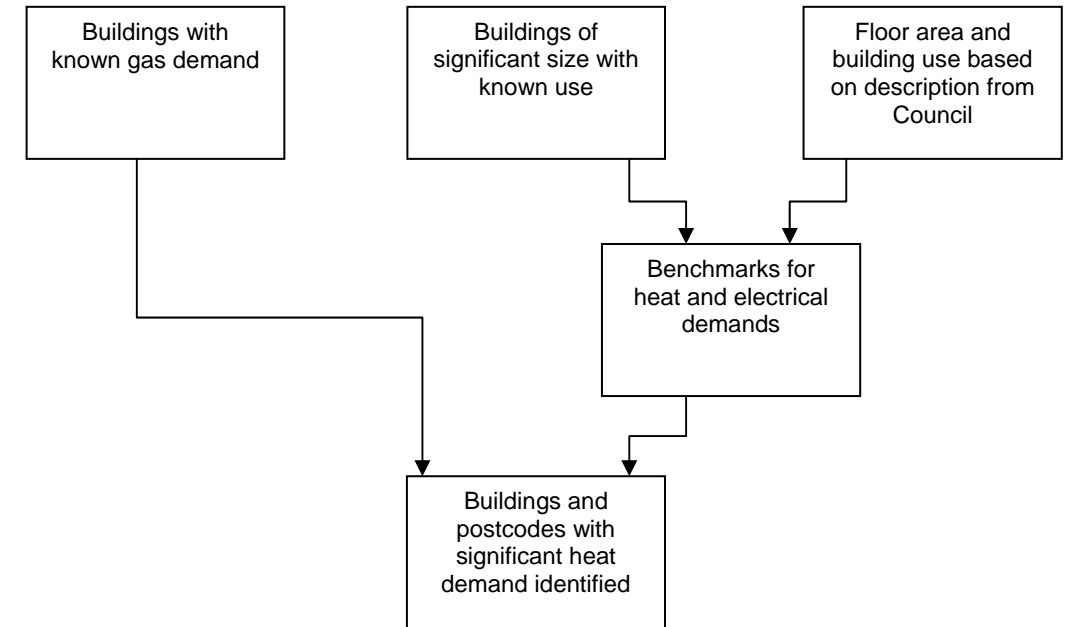 Buildings with
known gas demand
Buildings of
significant size with
known use
Floor area and
building use based
on description from
Council
Benchmarks for
heat and electrical
demands
Buildings and
postcodes with
significant heat
demand identified